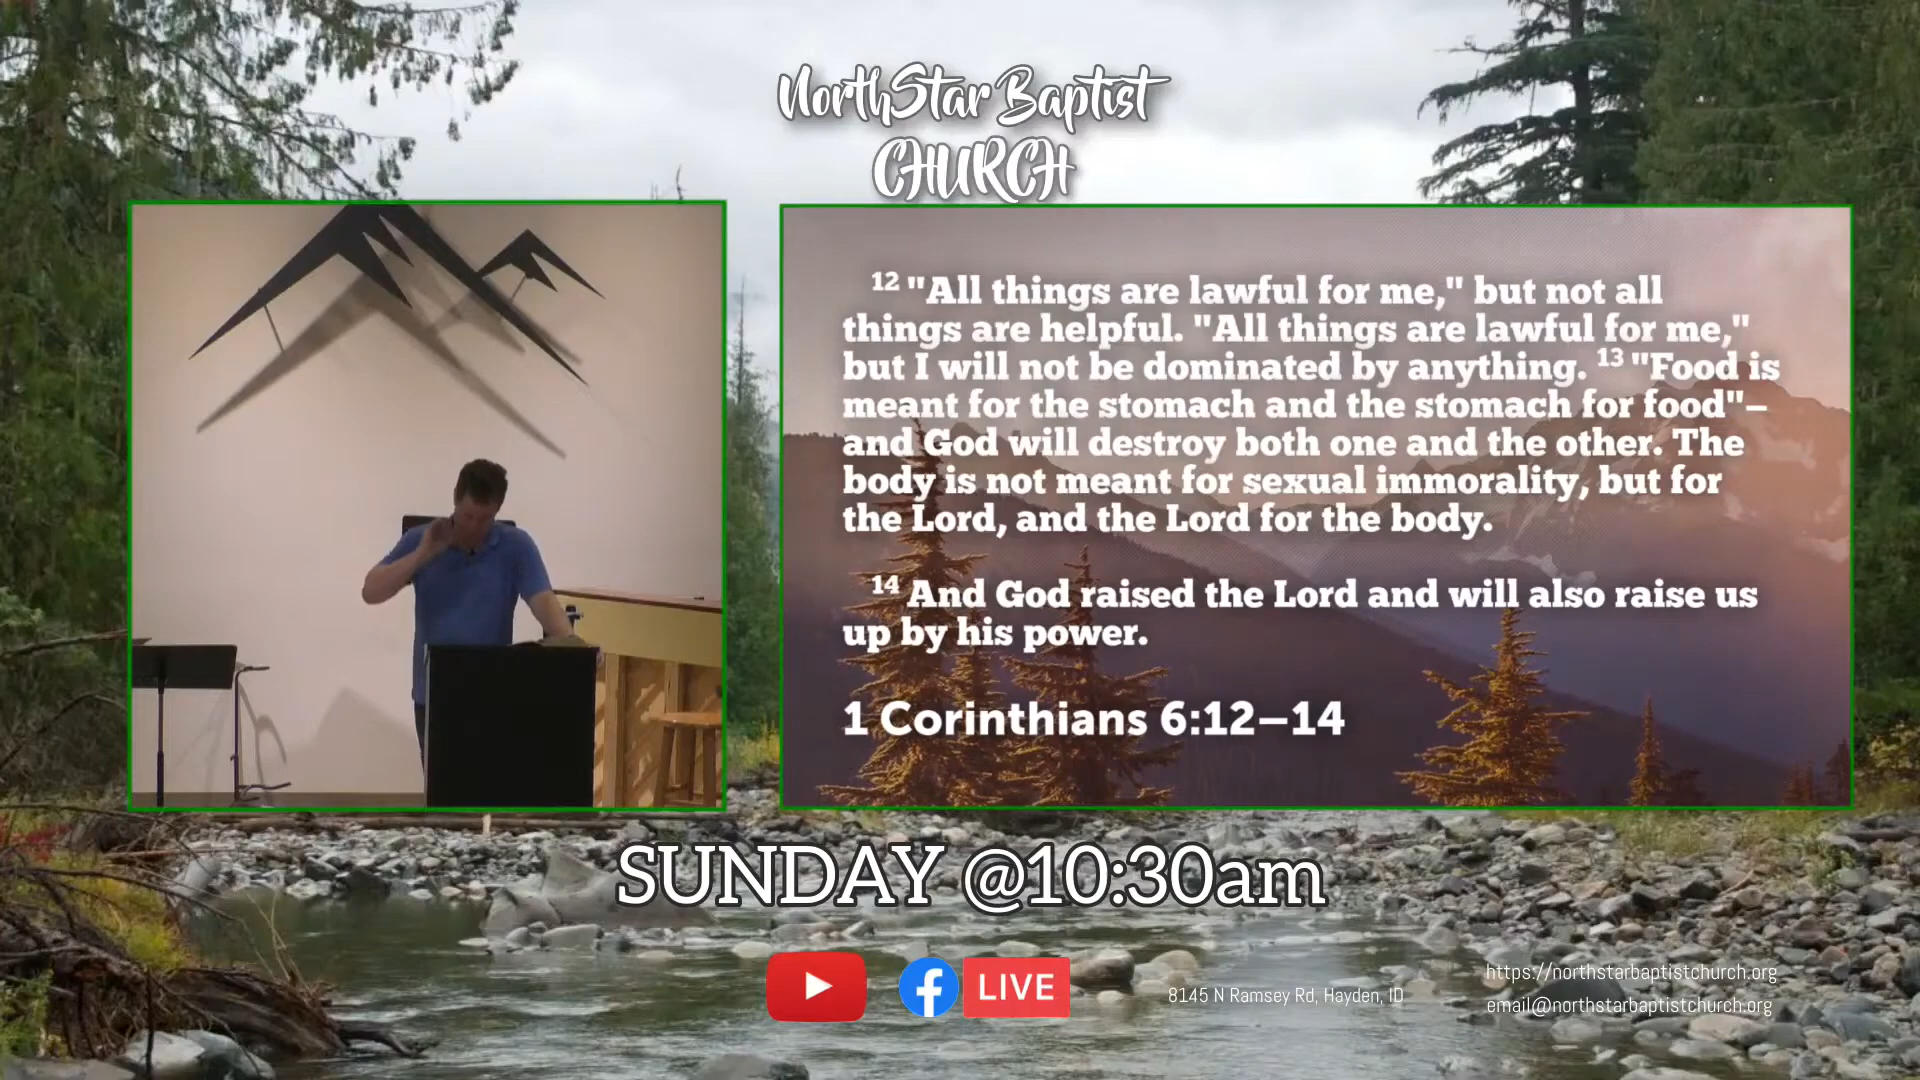 NorthStar Baptist
CHURCH
12 "All things are lawful for me," but not all
things are helpful. "All things are lawful for me,"
but I will not be dominated by anything. 13 "Food is
meant for the stomach and the stomach for food"–
and God will destroy both one and the other. The
body is not meant for sexual immorality, but for
the Lord, and the Lord for the body.
14 And God raised the Lord and will also raise us
up by his power.
1 Corinthians 6:12–14
SUNDAY @10:30am
LIVE
8145 N Ramsey Rd, Hayden, ID
https://northstarbaptistchurch.org
email@northstarbaptistchurch.org